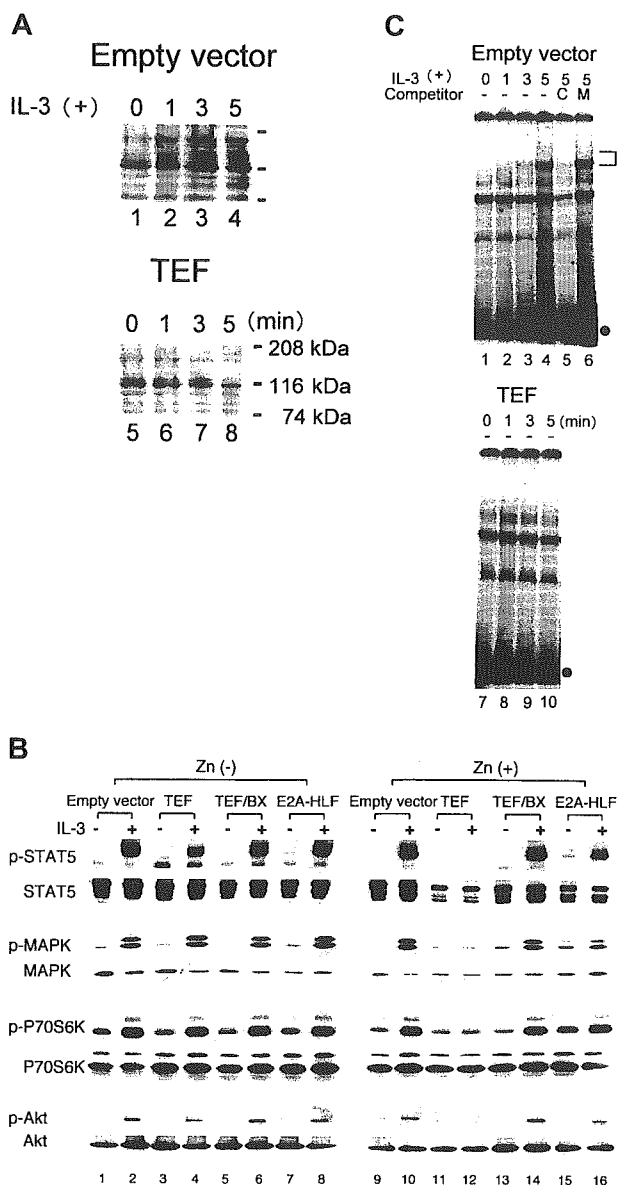 A
Empty vector
IL-3 (+) 0 1 3 5
1 2 3 4
TEF
0 1 3 5 (min)
208 kDa
116 kDa
74 kDa
5 6 7 8
C
Empty vector
IL-3 (+) 0 1 3 5 5 5
Competitor - - - - C M
1 2 3 4 5 6
TEF
0 1 3 5 (min)
- - - -
7 8 9 10
B
Zn (-) Zn (+)
Empty vector TEF TEF/BX E2A-HLF Empty vector TEF TEF/BX E2A-HLF
IL-3 - + - + - + - + - + - + - + - +
p-STAT5
STAT5
p-MAPK
MAPK
p-P70S6K
P70S6K
p-Akt
Akt
1 2 3 4 5 6 7 8 9 10 11 12 13 14 15 16